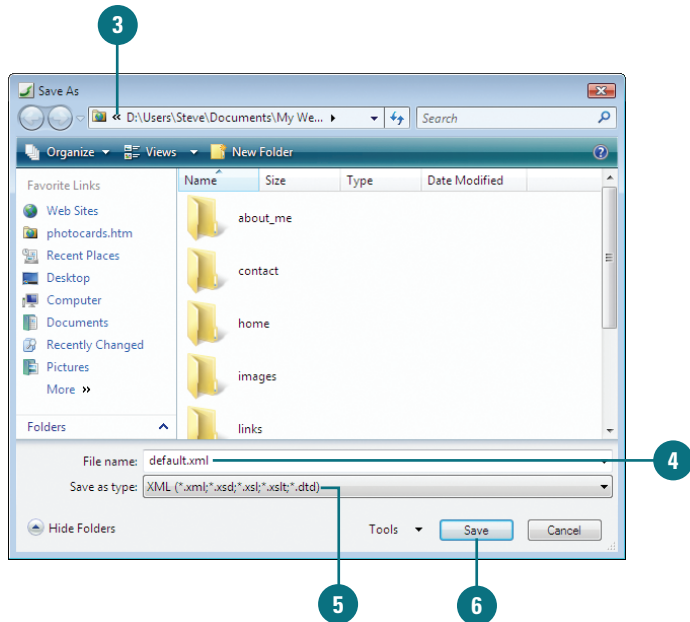 3
Save As
« D:\Users\Steve\Documents\My We...
Search
Organize Views New Folder
?
Favorite Links
Name Size Type Date Modified
Web Sites
photocards.htm
Recent Places
Desktop
Computer
Documents
Recently Changed
Pictures
More »
Folders
about_me
contact
home
images
links
File name: default.xml
4
Save as type: XML (*.xml;*.xsd;*.xsl;*.xslt;*.dtd)
Hide Folders
Tools Save Cancel
5
6